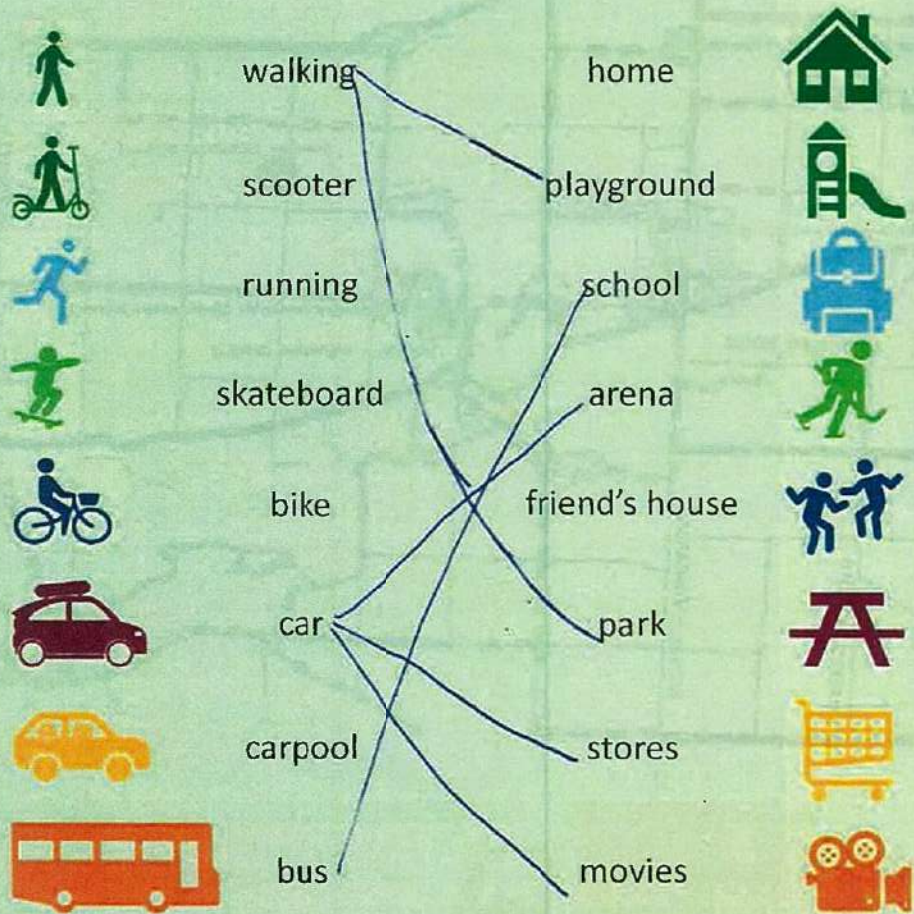 walking home
scooter playground
running school
skateboard arena
bike friend's house
car park
carpool stores
bus movies